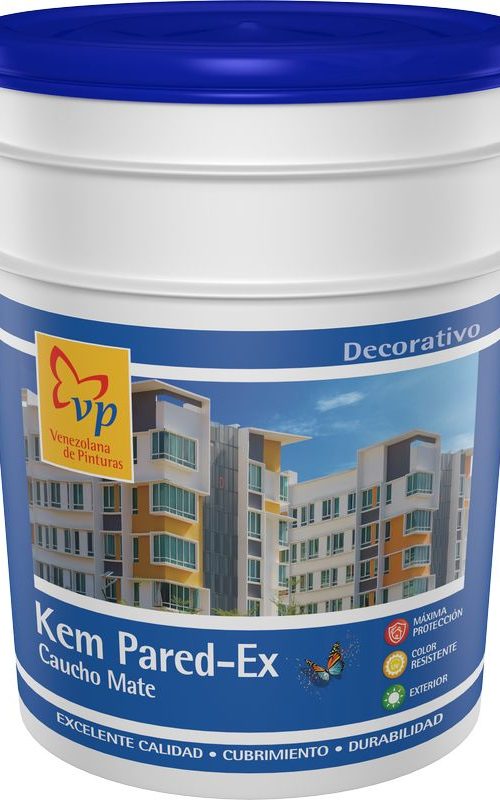 Decorativo
vp
Venezolana
de Pinturas
Kem Pared-Ex
Caucho Mate
MÁXIMA
PROTECCIÓN
COLOR
RESISTENTE
EXTERIOR
EXCELENTE CALIDAD • CUBRIMIENTO • DURABILIDAD